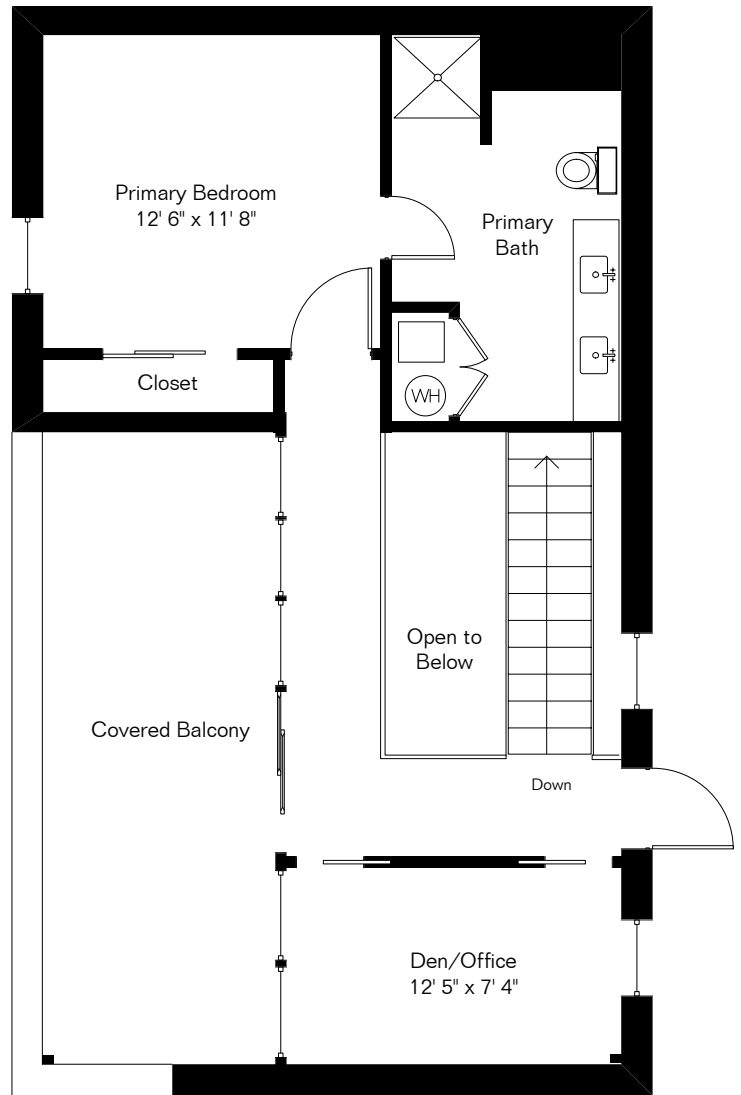 Primary Bedroom
12' 6" x 11' 8"
Primary
Bath
Closet
WH
Open to
Below
Covered Balcony
Down
Den/Office
12' 5" x 7' 4"